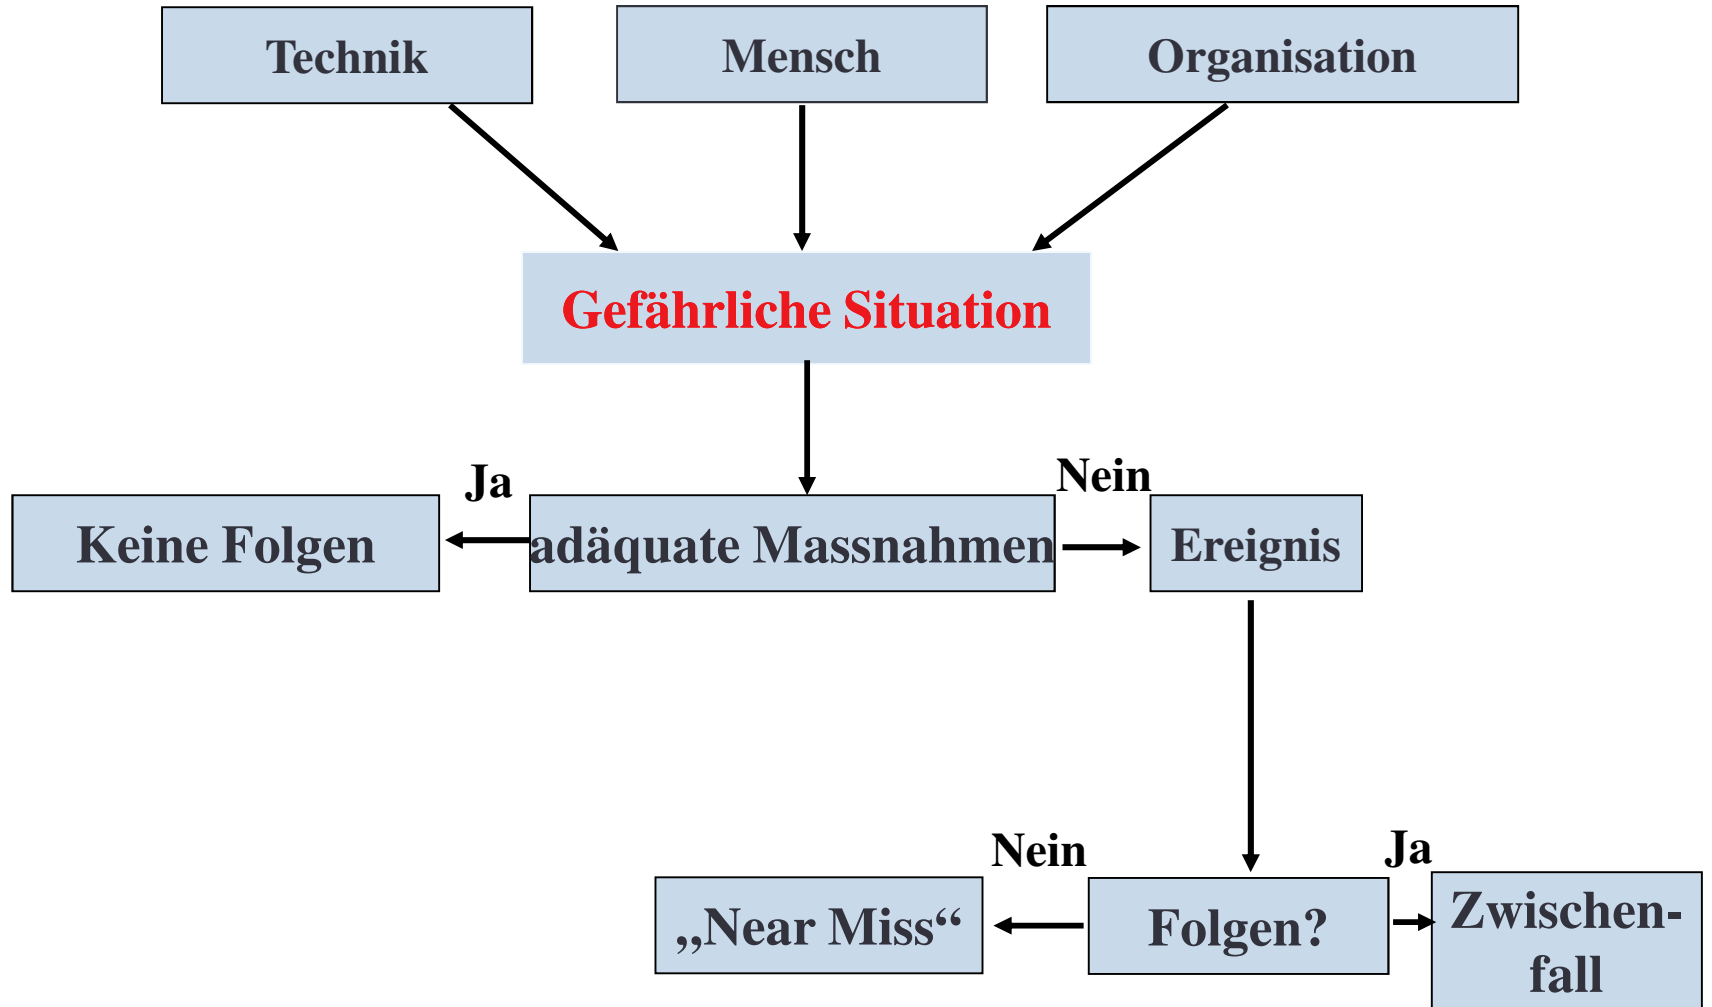 Technik
Mensch
Organisation
Gefährliche Situation
Ja
Nein
Keine Folgen
adäquate Massnahmen
Ereignis
Nein
Ja
„Near Miss“
Folgen?
Zwischen-
fall